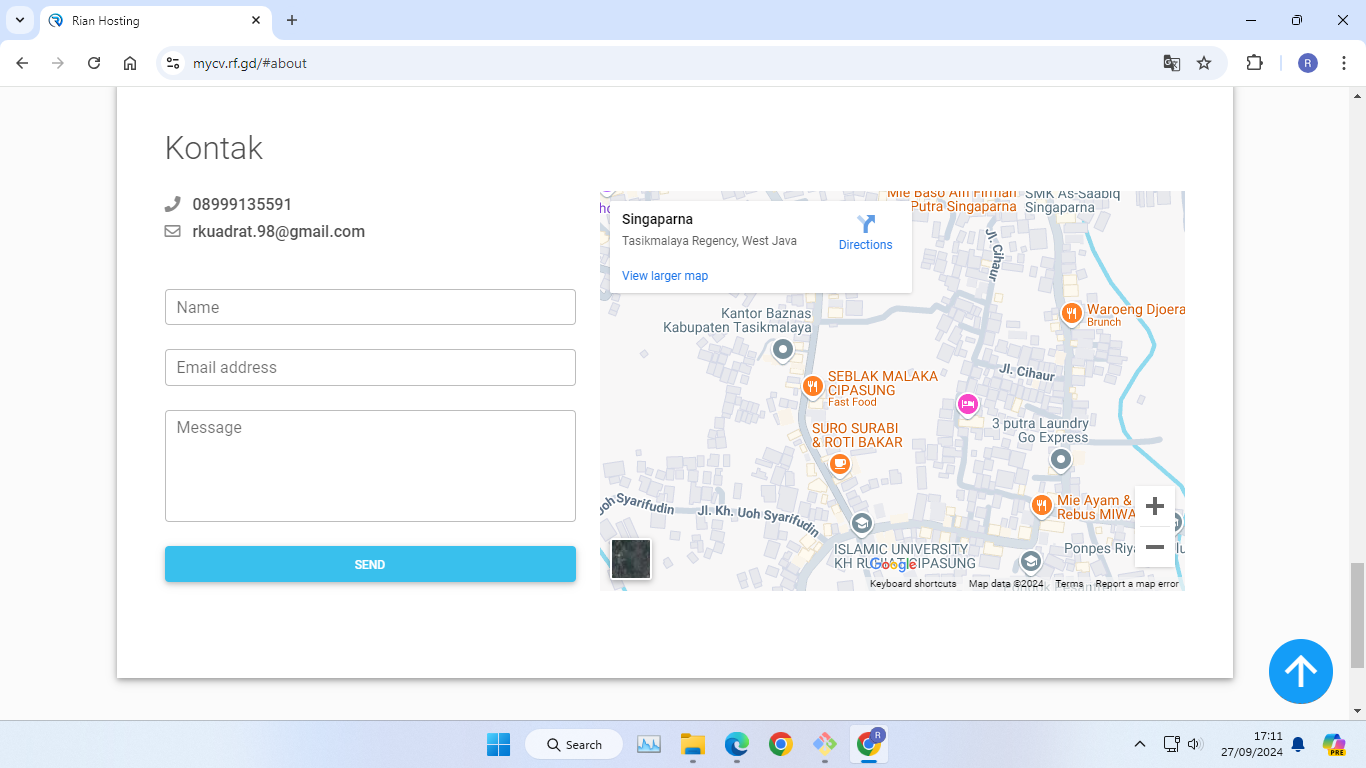 Rian Hosting
mycv.rf.gd/#about
R
Kontak
08999135591
rkuadrat.98@gmail.com
Name
Email address
Message
SEND
Singaparna
Tasikmalaya Regency, West Java
Directions
View larger map
Mie Baso Am Firman
Putra Singaparna
SMK As-Saabiq
Singaparna
Jl. Cihaur
Waroeng Djoera
Brunch
Kantor Baznas
Kabupaten Tasikmalaya
Jl. Cihaur
SEBLAK MALAKA
CIPASUNG
Fast Food
SURO SURABI
& ROTI BAKAR
3 putra Laundry
Go Express
Mie Ayam &
Rebus MIWA
oh Syarifudin
Jl. Kh. Uoh Syarifudin
ISLAMIC UNIVERSITY
KH CIPASUNG
Ponpes Riy
Google
Keyboard shortcuts
Map data ©2024
Terms
Report a map error
Search
R
17:11
27/09/2024
PRE